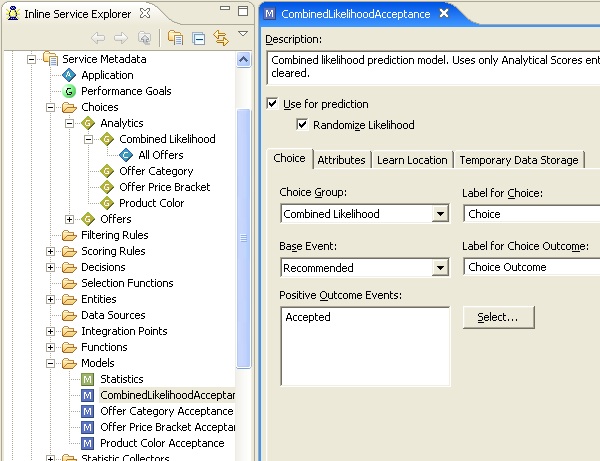 Inline Service Explorer
Service Metadata
Application
Performance Goals
Choices
Analytics
Combined Likelihood
All Offers
Offer Category
Offer Price Bracket
Product Color
Offers
Filtering Rules
Scoring Rules
Decisions
Selection Functions
Entities
Data Sources
Integration Points
Functions
Models
Statistics
CombinedLikelihoodAcceptan
Offer Category Acceptance
Offer Price Bracket Acceptan
Product Color Acceptance
Statistic Collectors
CombinedLikelihoodAcceptance
Description:
Combined likelihood prediction model. Uses only Analytical Scores ent
cleared.
Use for prediction
Randomize Likelihood
Choice Attributes Learn Location Temporary Data Storage
Choice Group: Label for Choice:
Combined Likelihood Choice
Base Event: Label for Choice Outcome:
Recommended Choice Outcome
Positive Outcome Events:
Accepted Select...